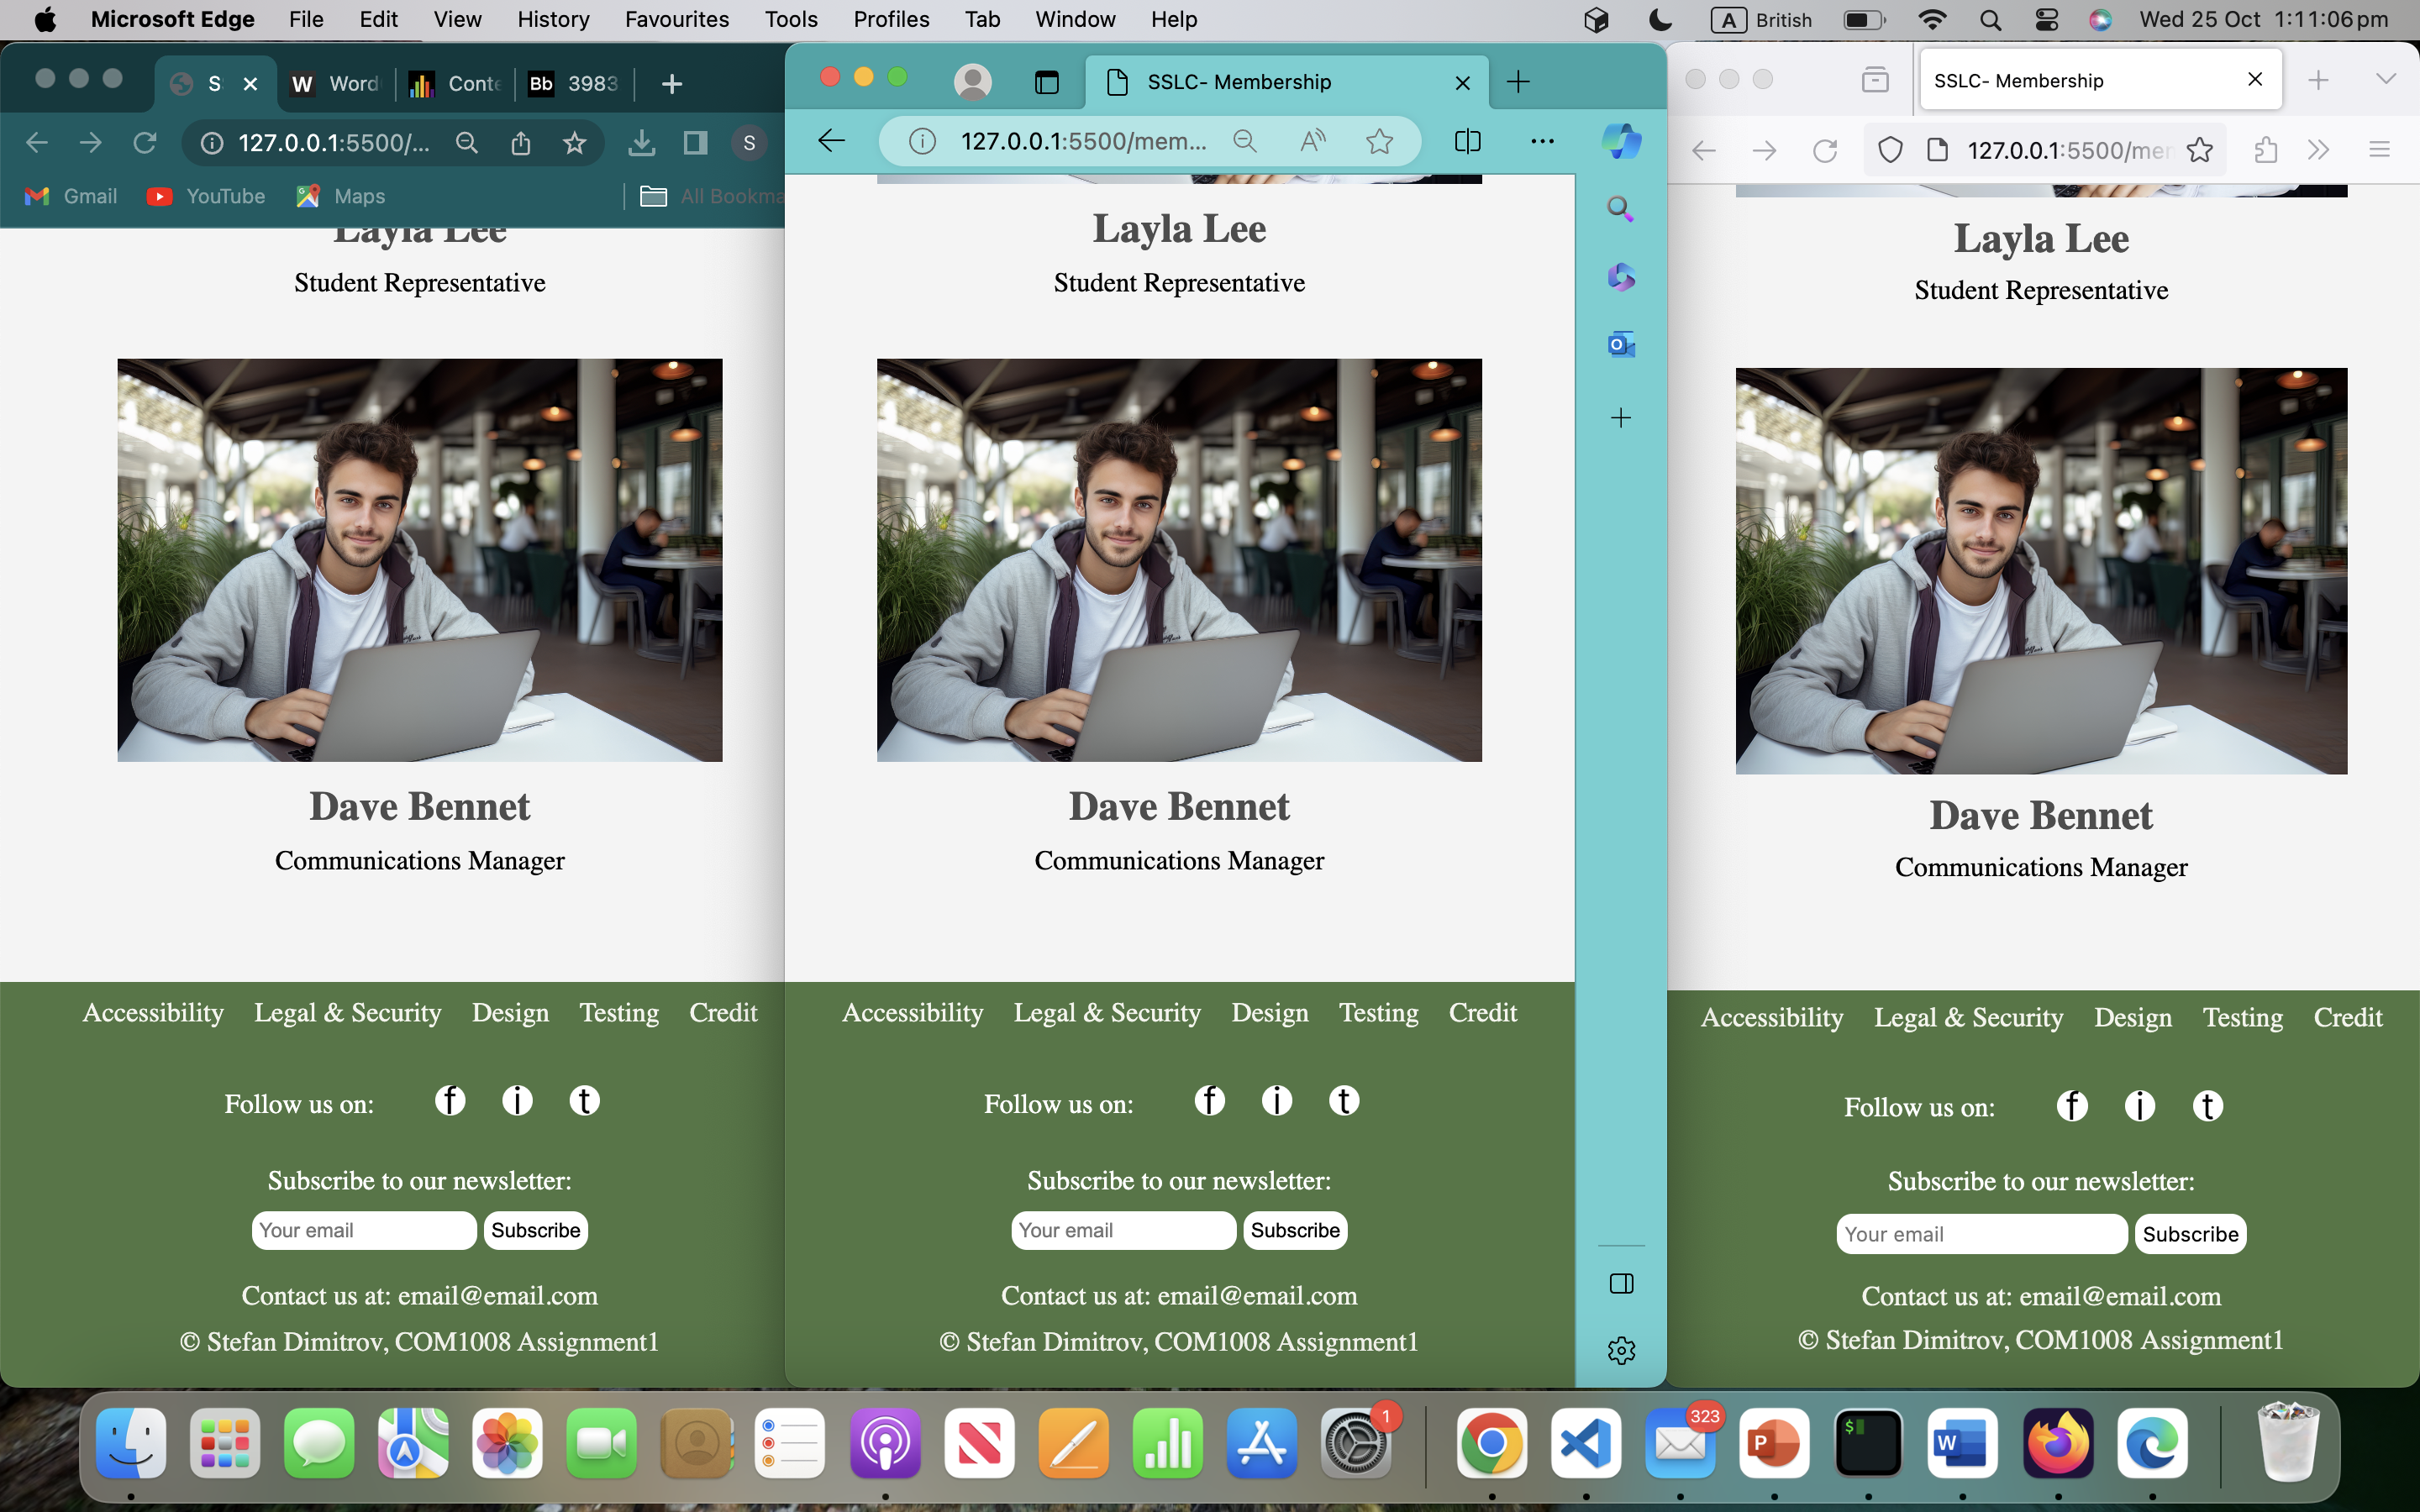 Microsoft Edge File Edit View History Favourites Tools Profiles Tab Window Help A British Wed 25 Oct 1:11:06 pm
S W Word Conte Bb 3983
127.0.0.1:5500/... S
Gmail YouTube Maps All Bookma
Layla Lee
Student Representative
Dave Bennet
Communications Manager
Accessibility Legal & Security Design Testing Credit
Follow us on: f i t
Subscribe to our newsletter:
Your email Subscribe
Contact us at: email@email.com
© Stefan Dimitrov, COM1008 Assignment1
SSLC- Membership
127.0.0.1:5500/mem... A
Layla Lee
Student Representative
Dave Bennet
Communications Manager
Accessibility Legal & Security Design Testing Credit
Follow us on: f i t
Subscribe to our newsletter:
Your email Subscribe
Contact us at: email@email.com
© Stefan Dimitrov, COM1008 Assignment1
O
SSLC- Membership
127.0.0.1:5500/mem
Layla Lee
Student Representative
Dave Bennet
Communications Manager
Accessibility Legal & Security Design Testing Credit
Follow us on: f i t
Subscribe to our newsletter:
Your email Subscribe
Contact us at: email@email.com
© Stefan Dimitrov, COM1008 Assignment1
1 323 P $ W